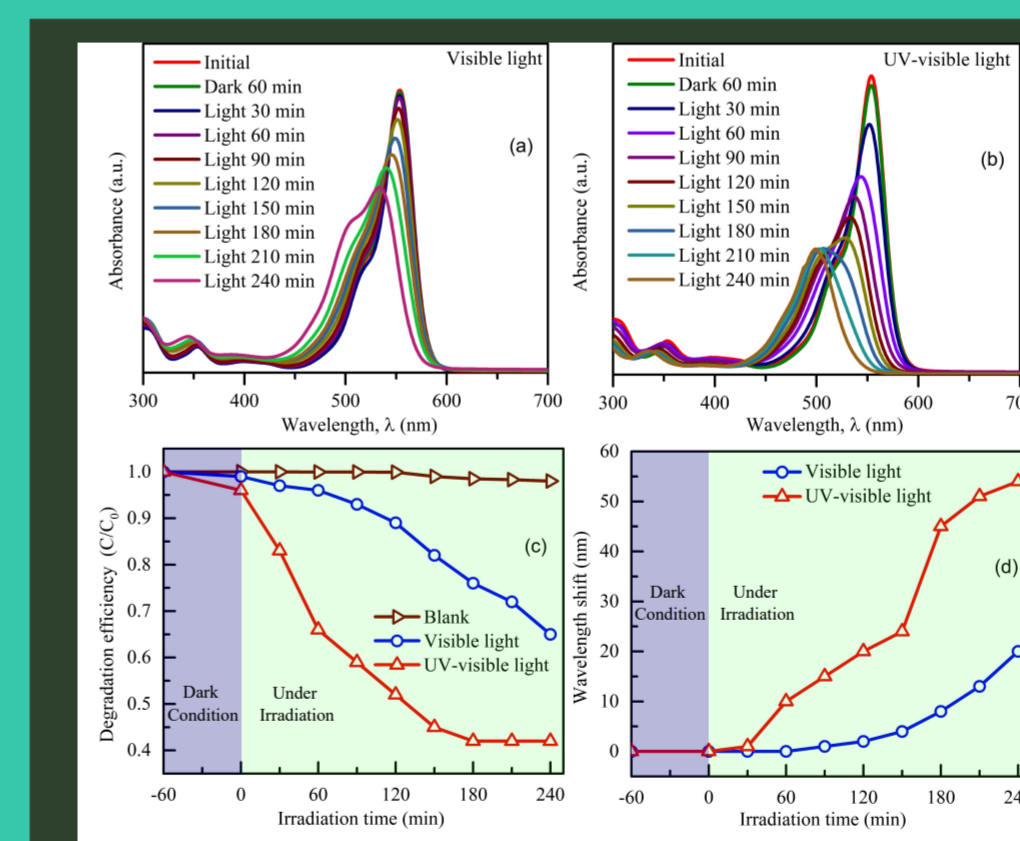 Visible light
Initial
Dark 60 min
Light 30 min
Light 60 min
Light 90 min
Light 120 min
Light 150 min
Light 180 min
Light 210 min
Light 240 min
(a)
Absorbance (a.u.)
300 400 500 600 700
Wavelength, λ (nm)
UV-visible light
Initial
Dark 60 min
Light 30 min
Light 60 min
Light 90 min
Light 120 min
Light 150 min
Light 180 min
Light 210 min
Light 240 min
(b)
Absorbance (a.u.)
300 400 500 600 70
Wavelength, λ (nm)
1.0
0.9
0.8
0.7
0.6
0.5
0.4
Degradation efficiency (C/C₀)
(c)
Blank
Visible light
UV-visible light
Dark
Condition
Under
Irradiation
-60 0 60 120 180 240
Irradiation time (min)
60
50
40
30
20
10
0
Wavelength shift (nm)
Visible light
UV-visible light
(d)
Dark
Condition
Under
Irradiation
-60 0 60 120 180 24
Irradiation time (min)